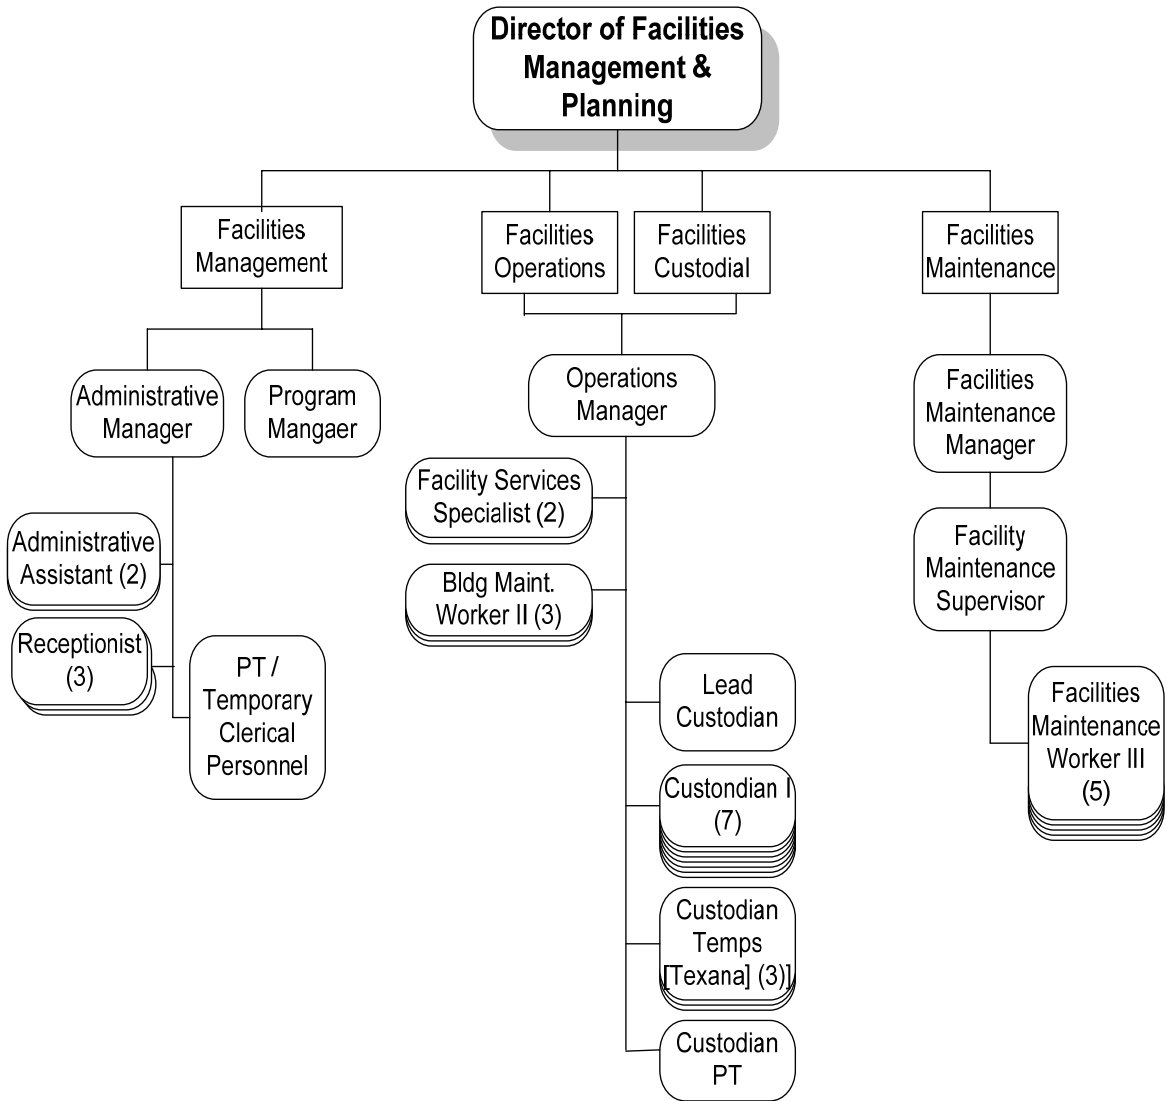 Director of Facilities
Management &
Planning
Facilities
Management
Facilities
Operations
Facilities
Custodial
Facilities
Maintenance
Administrative
Manager
Program
Mangaer
Operations
Manager
Facilities
Maintenance
Manager
Facility Services
Specialist (2)
Administrative
Assistant (2)
Facility
Maintenance
Supervisor
Bldg Maint.
Worker II (3)
Receptionist
(3)
PT /
Temporary
Clerical
Personnel
Lead
Custodian
Facilities
Maintenance
Worker III
(5)
Custondian I
(7)
Custodian
Temps
[Texana] (3)]
Custodian
PT